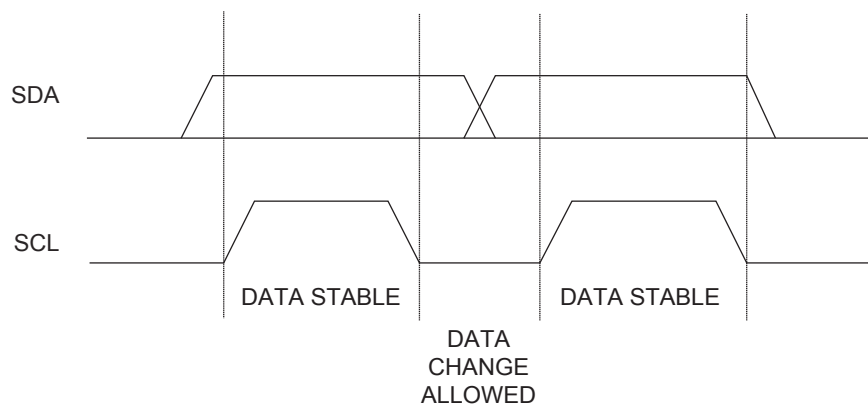 SDA
SCL
DATA STABLE
DATA STABLE
DATA
CHANGE
ALLOWED